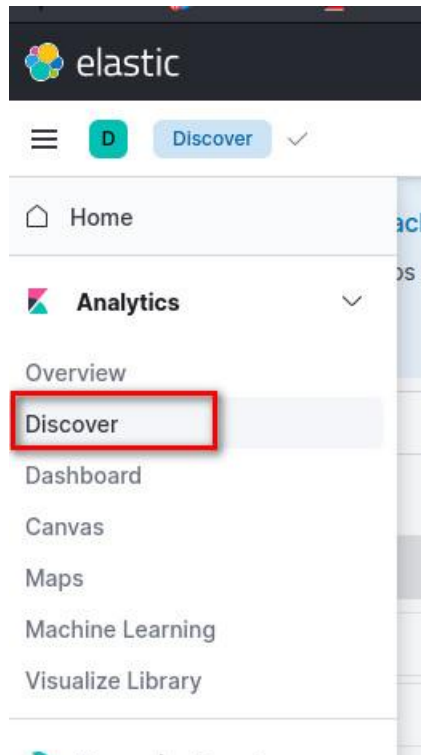 elastic
D Discover
Home
Analytics
Overview
Discover
Dashboard
Canvas
Maps
Machine Learning
Visualize Library